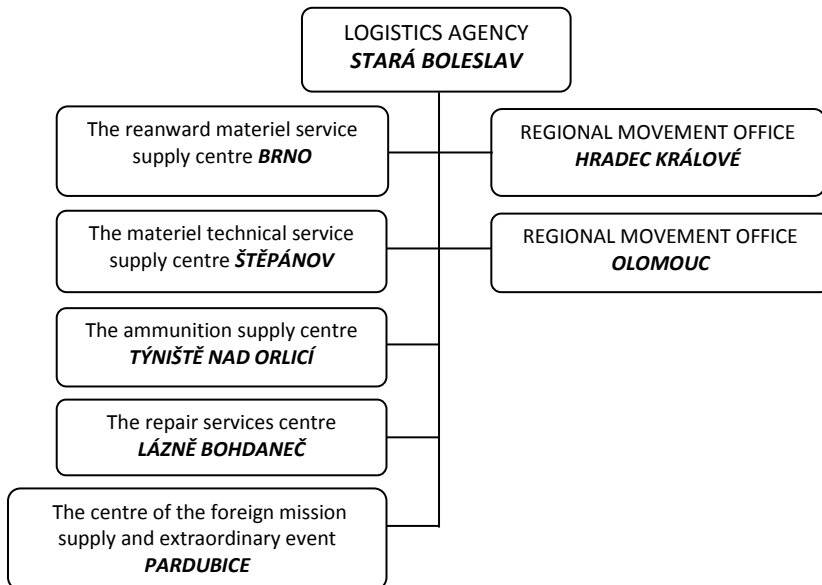 LOGISTICS AGENCY
STARÁ BOLESLAV
The reanward materiel service
supply centre BRNO
REGIONAL MOVEMENT OFFICE
HRADEC KRÁLOVÉ
The materiel technical service
supply centre ŠTĚPÁNOV
REGIONAL MOVEMENT OFFICE
OLOMOUC
The ammunition supply centre
TÝNIŠTĚ NAD ORLICÍ
The repair services centre
LÁZNĚ BOHDANEČ
The centre of the foreign mission
supply and extraordinary event
PARDUBICE